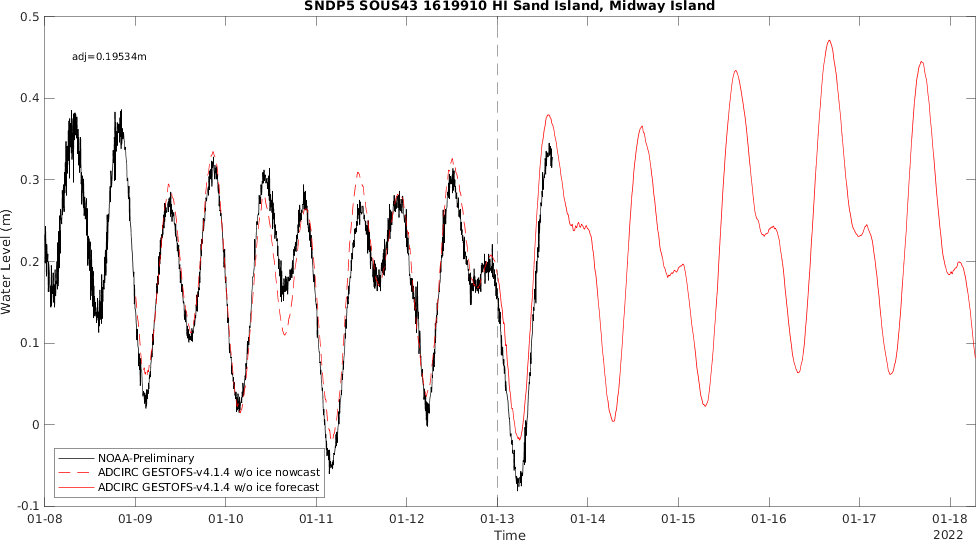 SNDP5 SOUS43 1619910 HI Sand Island, Midway Island
adj=0.19534m
Water Level (m)
0.5
0.4
0.3
0.2
0.1
0
-0.1
NOAA-Preliminary
ADCIRC GESTOFS-v4.1.4 w/o ice nowcast
ADCIRC GESTOFS-v4.1.4 w/o ice forecast
01-08 01-09 01-10 01-11 01-12 01-13 01-14 01-15 01-16 01-17 01-18
Time
2022